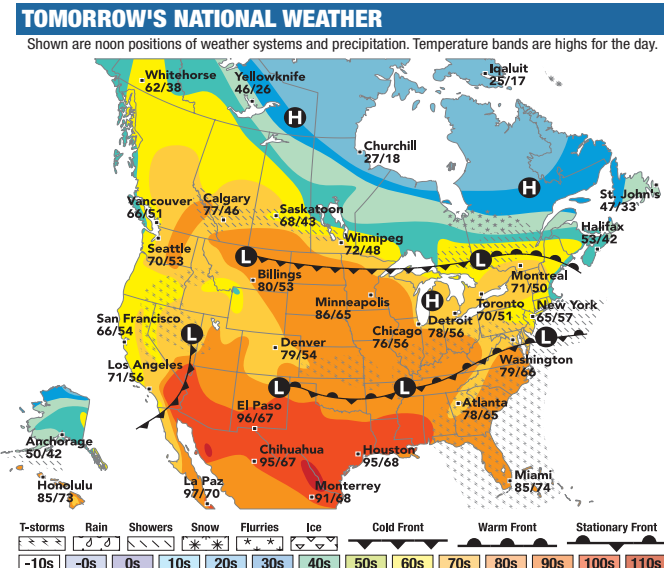 TOMORROW'S NATIONAL WEATHER
Shown are noon positions of weather systems and precipitation. Temperature bands are highs for the day.
Whitehorse
62/38
Yellowknife
46/26
Iqaluit
25/17
H
Churchill
27/18
H
St. John's
47/33
Vancouver
66/51
Calgary
77/46
Saskatoon
68/43
Winnipeg
72/48
Halifax
53/42
Seattle
70/53
L
L
Billings
80/53
Montreal
71/50
Minneapolis
86/65
H
Toronto
70/51
New York
65/57
San Francisco
66/54
L
Chicago
76/56
Detroit
78/56
L
Denver
79/54
Washington
79/66
Los Angeles
71/56
L
L
El Paso
96/67
Atlanta
78/65
Anchorage
50/42
Chihuahua
95/67
Houston
95/68
Honolulu
85/73
La Paz
97/70
Monterrey
91/68
Miami
85/74
T-storms Rain Showers Snow Flurries Ice Cold Front Warm Front Stationary Front
-10s -0s 0s 10s 20s 30s 40s 50s 60s 70s 80s 90s 100s 110s